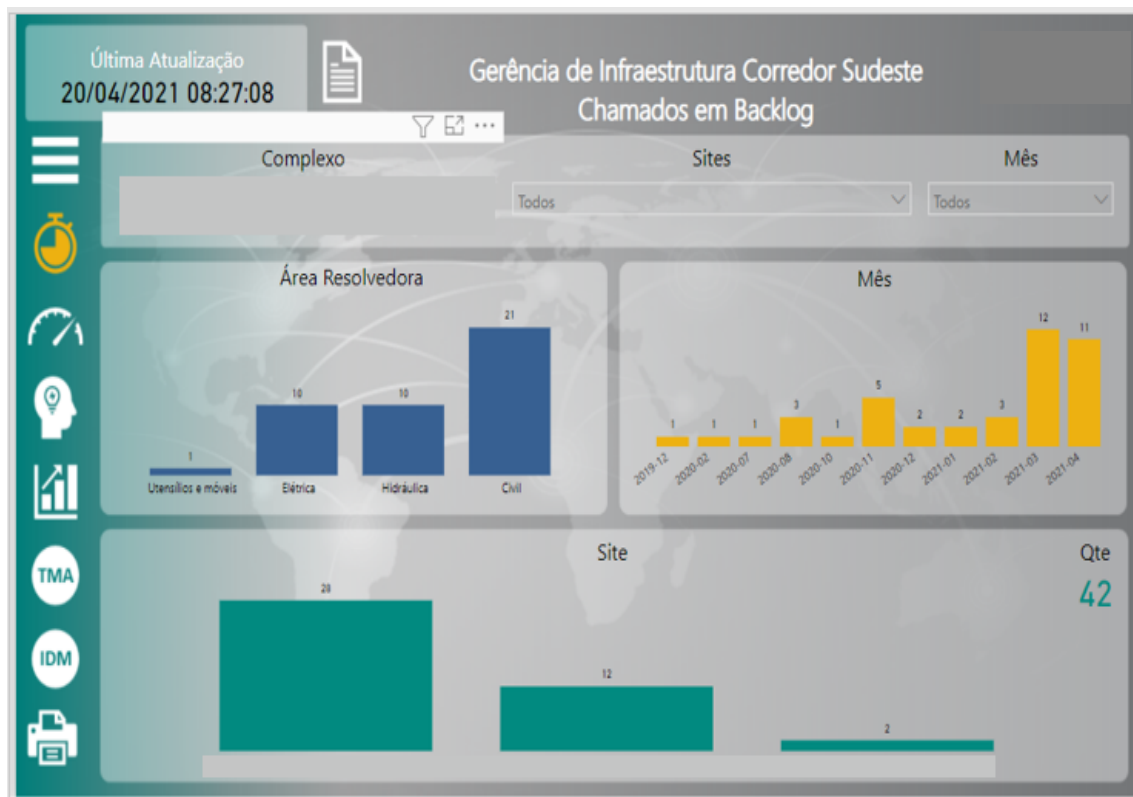 Última Atualização
20/04/2021 08:27:08
Gerência de Infraestrutura Corredor Sudeste
Chamados em Backlog
Complexo
Sites
Mês
Todos
Todos
Área Resolvedora
21
10
10
1
Utensílios e móveis
Elétrica
Hidráulica
Civil
Mês
12
11
5
3
3
2
2
1
1
1
1
2019-12
2020-02
2020-07
2020-08
2020-10
2020-11
2020-12
2021-01
2021-02
2021-03
2021-04
TMA
IDM
Site
Qte
42
28
12
2